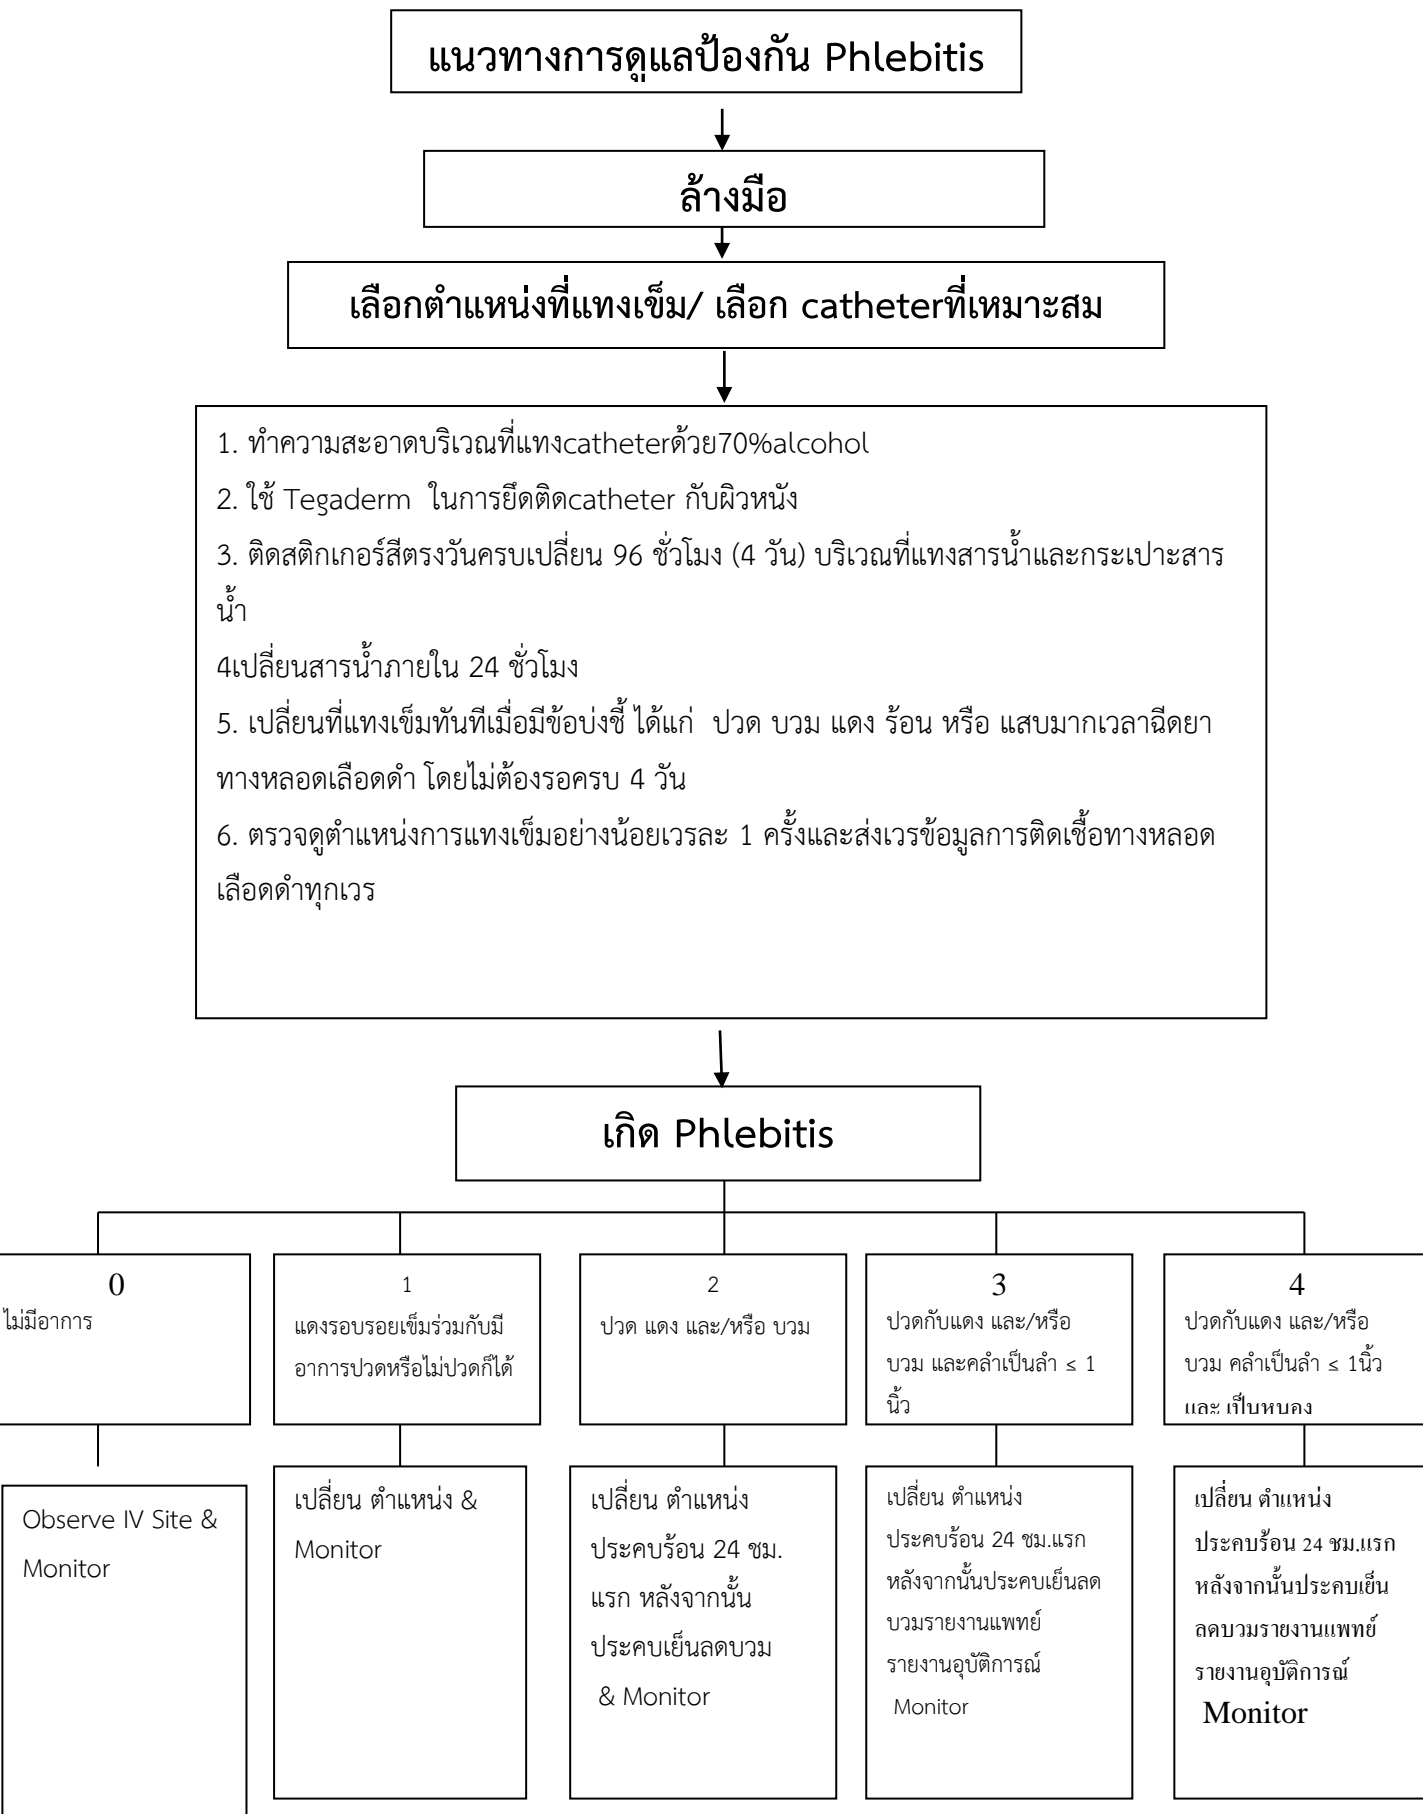 แนวทางการดูแลป้องกัน Phlebitis
ล้างมือ
เลือกตำแหน่งที่แทงเข็ม/ เลือก catheterที่เหมาะสม
1. ทำความสะอาดบริเวณที่แทงcatheterด้วย70%alcohol
2. ใช้ Tegaderm ในการยึดติดcatheter กับผิวหนัง
3. ติดสติกเกอร์สีตรงวันครบเปลี่ยน 96 ชั่วโมง (4 วัน) บริเวณที่แทงสารน้ำและกระเปาะสาร
น้ำ
4เปลี่ยนสารน้ำภายใน 24 ชั่วโมง
5. เปลี่ยนที่แทงเข็มทันทีเมื่อมีข้อบ่งชี้ ได้แก่ ปวด บวม แดง ร้อน หรือ แสบมากเวลาฉีดยา
ทางหลอดเลือดดำ โดยไม่ต้องรอครบ 4 วัน
6. ตรวจดูตำแหน่งการแทงเข็มอย่างน้อยเวรละ 1 ครั้งและส่งเวรข้อมูลการติดเชื้อทางหลอด
เลือดดำทุกเวร
เกิด Phlebitis
0
ไม่มีอาการ
1
แดงรอบรอยเข็มร่วมกับมี
อาการปวดหรือไม่ปวดก็ได้
2
ปวด แดง และ/หรือ บวม
3
ปวดกับแดง และ/หรือ
บวม และคลำเป็นลำ ≤ 1
นิ้ว
4
ปวดกับแดง และ/หรือ
บวม คลำเป็นลำ ≤ 1นิ้ว
และ เป็นหนอง
Observe IV Site &
Monitor
เปลี่ยน ตำแหน่ง &
Monitor
เปลี่ยน ตำแหน่ง
ประคบร้อน 24 ชม.
แรก หลังจากนั้น
ประคบเย็นลดบวม
& Monitor
เปลี่ยน ตำแหน่ง
ประคบร้อน 24 ชม.แรก
หลังจากนั้นประคบเย็นลด
บวมรายงานแพทย์
รายงานอุบัติการณ์
Monitor
เปลี่ยน ตำแหน่ง
ประคบร้อน 24 ชม.แรก
หลังจากนั้นประคบเย็น
ลดบวมรายงานแพทย์
รายงานอุบัติการณ์
Monitor